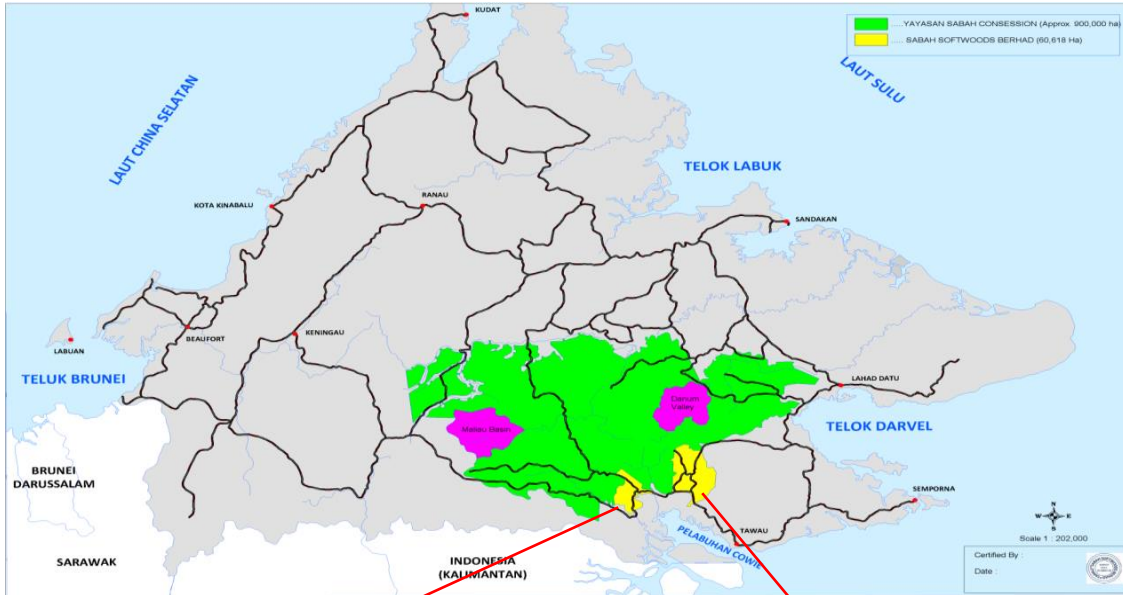 KUDAT
.....YAYASAN SABAH CONSESSION (Approx. 900,000 ha)
..... SABAH SOFTWOODS BERHAD (60,618 Ha)
LAUT SULU
LAUT CHINA SELATAN
TELOK LABUK
RANAU
KOTA KINABALU
SANDAKAN
BEAUFORT
KENINGAU
LABUAN
TELUK BRUNEI
LAHAD DATU
Danum
Valley
Maliau Basin
TELOK DARVEL
BRUNEI
DARUSSALAM
SEMPORNA
N
W E
S
TAWAU
PELABUHAN COWIE
Scale 1 : 202,000
SARAWAK
INDONESIA
(KALIMANTAN)
Certified By :
Date :